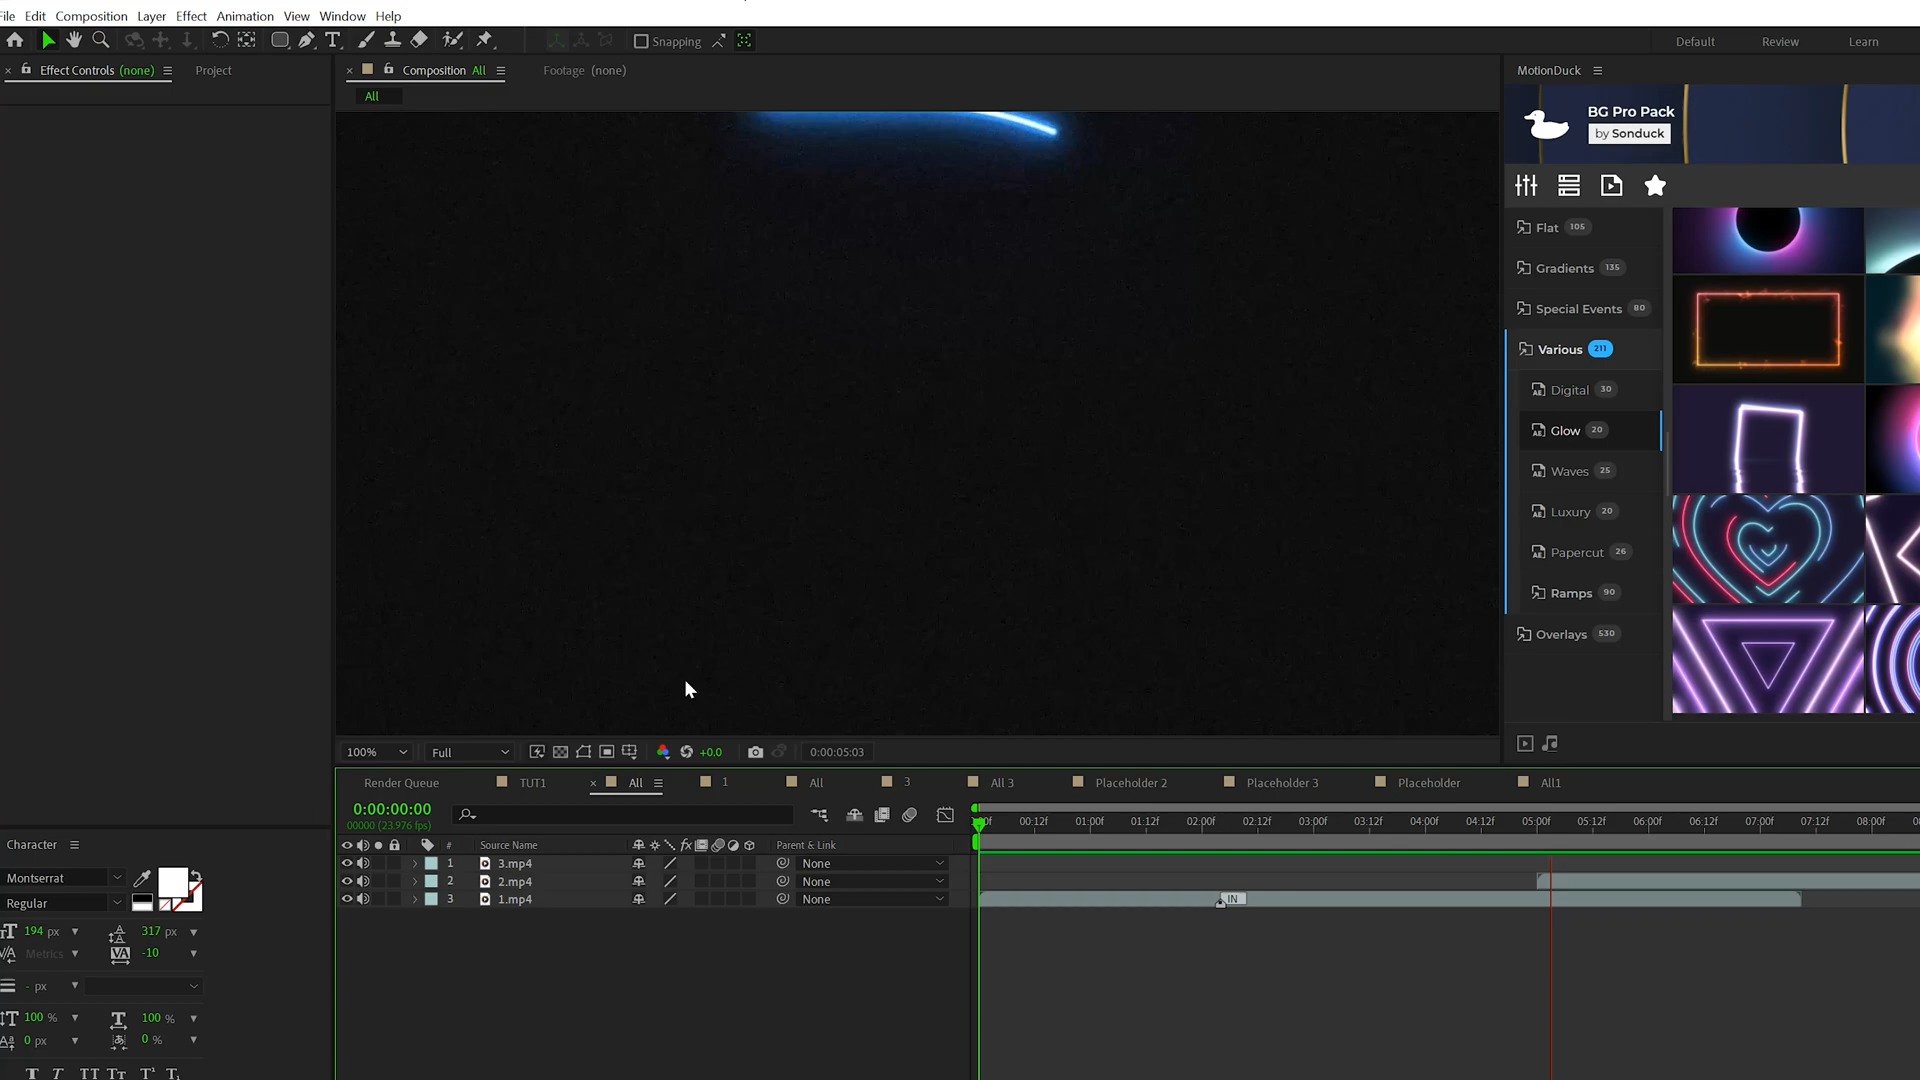 File Edit Composition Layer Effect Animation View Window Help
Snapping
Default Review Learn
Effect Controls (none) Project
Composition All Footage (none)
All
MotionDuck
BG Pro Pack
by Sonduck
Flat 105
Gradients 135
Special Events 80
Various 211
Digital 30
Glow 20
Waves 25
Luxury 20
Papercut 26
Ramps 90
Overlays 530
100% Full +0.0 0:00:05:03
Render Queue TUT1 All 1 All 3 All 3 Placeholder 2 Placeholder 3 Placeholder All1
0:00:00:00
00000 (23.976 fps)
00:12f 01:00f 01:12f 02:00f 02:12f 03:00f 03:12f 04:00f 04:12f 05:00f 05:12f 06:00f 06:12f 07:00f 07:12f 08:00f
# Source Name fx Parent & Link
1 3.mp4 None
2 2.mp4 None
3 1.mp4 None IN
Character
Montserrat
Regular
194 px 317 px
Metrics -10
- px
100 % 100 %
0 px 0 %
T T TT Tt T¹ T₁